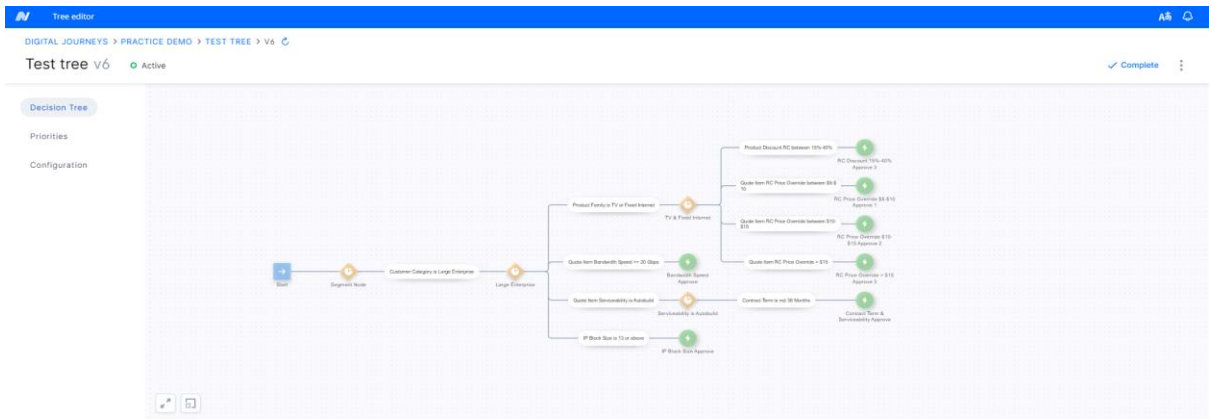 Tree editor
DIGITAL JOURNEYS > PRACTICE DEMO > TEST TREE > V6
Test tree v6
Active
Complete
Decision Tree
Priorities
Configuration
Start
Segment Node
Customer Category is Large Enterprise
Large Enterprise
Product Family is TV or Fixed Internet
TV & Fixed Internet
Product Discount RC between 15%-40%
RC Discount 15%-40%
Approve 3
Quote Item RC Price Override between $5-$
10
RC Price Override $5-$10
Approve 1
Quote Item RC Price Override between $10-
$15
RC Price Override $10-
$15 Approve 2
Quote Item RC Price Override > $15
RC Price Override > $15
Approve 3
Quote Item Bandwidth Speed >= 20 Gbps
Bandwidth Speed
Approve
Quote Item Serviceability is Autobuild
Serviceability is Autobuild
Contract Term is not 36 Months
Contract Term &
Serviceability Approve
IP Block Size is 13 or above
IP Block Size Approve